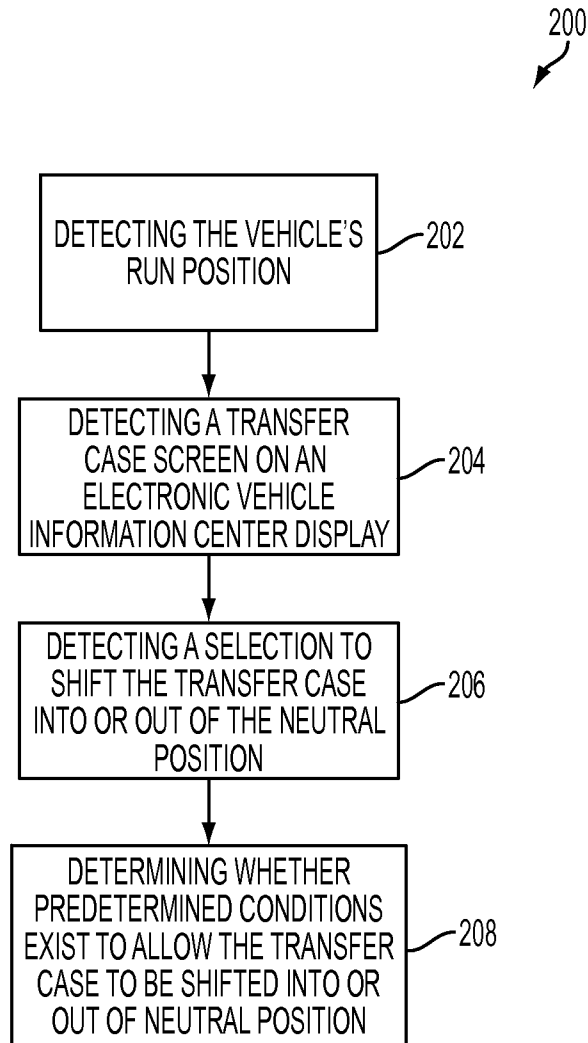 200
DETECTING THE VEHICLE'S
RUN POSITION
202
DETECTING A TRANSFER
CASE SCREEN ON AN
ELECTRONIC VEHICLE
INFORMATION CENTER DISPLAY
204
DETECTING A SELECTION TO
SHIFT THE TRANSFER CASE
INTO OR OUT OF THE NEUTRAL
POSITION
206
DETERMINING WHETHER
PREDETERMINED CONDITIONS
EXIST TO ALLOW THE TRANSFER
CASE TO BE SHIFTED INTO OR
OUT OF NEUTRAL POSITION
208